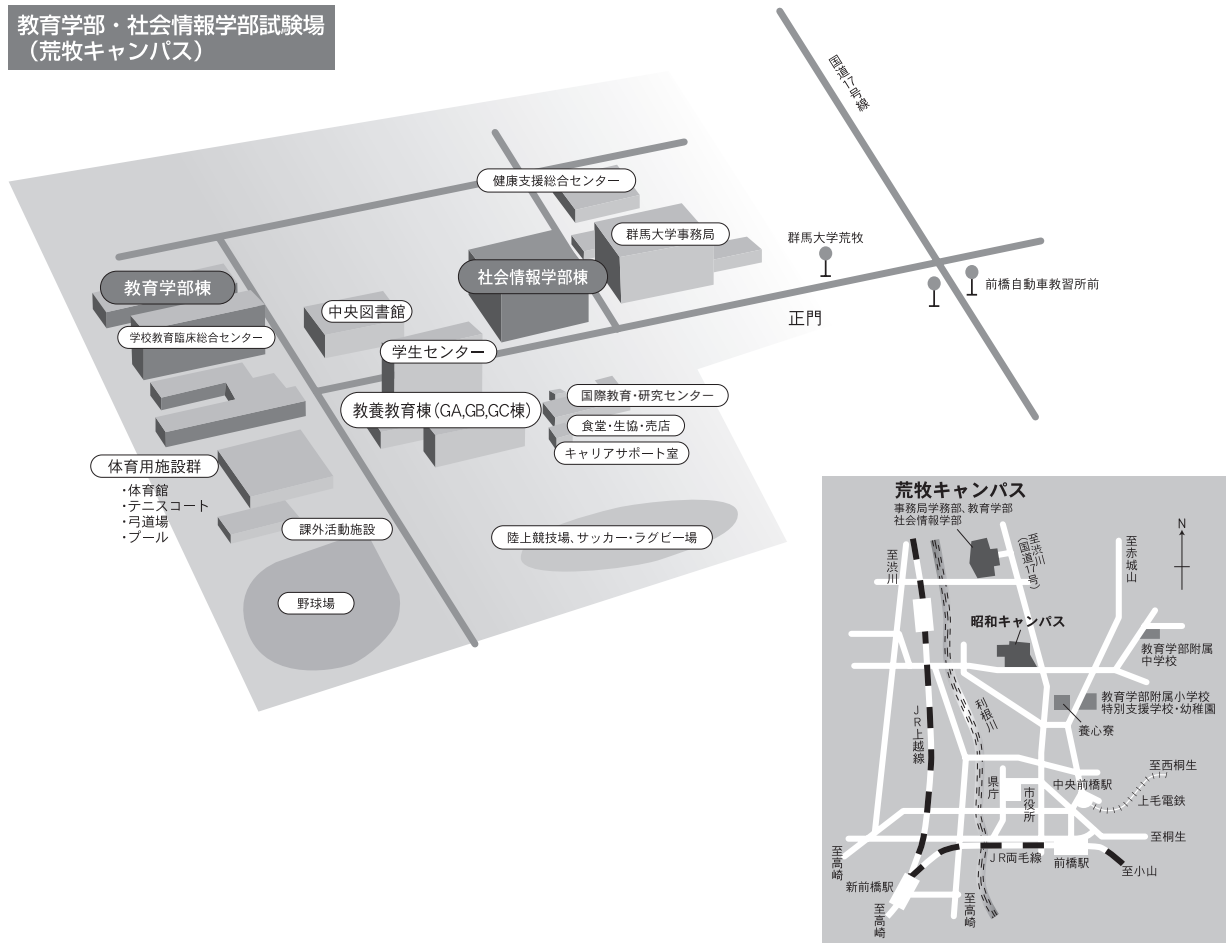 教育学部・社会情報学部試験場
（荒牧キャンパス）
国道17号線
健康支援総合センター
群馬大学事務局
群馬大学荒牧
社会情報学部棟
前橋自動車教習所前
教育学部棟
正門
中央図書館
学校教育臨床総合センター
学生センター
国際教育・研究センター
教養教育棟（GA,GB,GC棟）
食堂・生協・売店
キャリアサポート室
体育用施設群
・体育館
・テニスコート
・弓道場
・プール
課外活動施設
陸上競技場、サッカー・ラグビー場
野球場
荒牧キャンパス
事務局学務部、教育学部
社会情報学部
N
至渋川
至渋川
（国道17号）
至赤城山
昭和キャンパス
教育学部附属
中学校
教育学部附属小学校
特別支援学校・幼稚園
養心寮
利根川
JR上越線
至西桐生
県庁
中央前橋駅
市役所
上毛電鉄
至桐生
至高崎
JR両毛線
前橋駅
至小山
新前橋駅
至高崎
至高崎